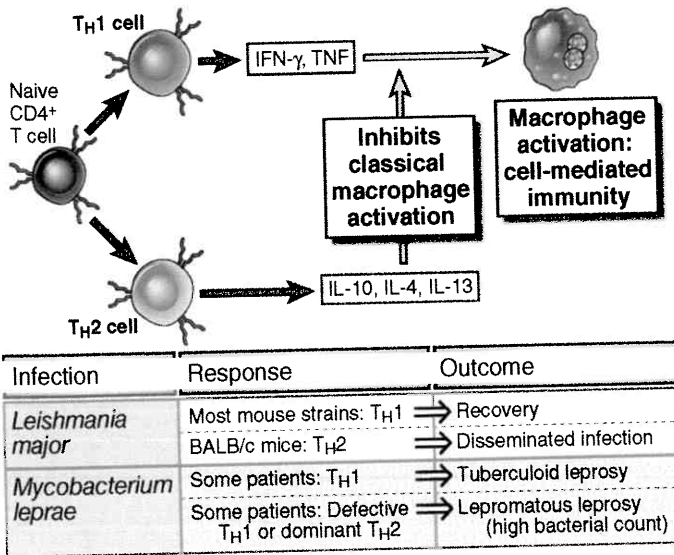 TH1 cell
IFN-γ, TNF
Naive
CD4+
T cell
Inhibits
classical
macrophage
activation
Macrophage
activation:
cell-mediated
immunity
TH2 cell
IL-10, IL-4, IL-13
Infection Response Outcome
Leishmania
major
Most mouse strains: TH1 Recovery
BALB/c mice: TH2 Disseminated infection
Mycobacterium
leprae
Some patients: TH1 Tuberculoid leprosy
Some patients: Defective Lepromatous leprosy
TH1 or dominant TH2 (high bacterial count)